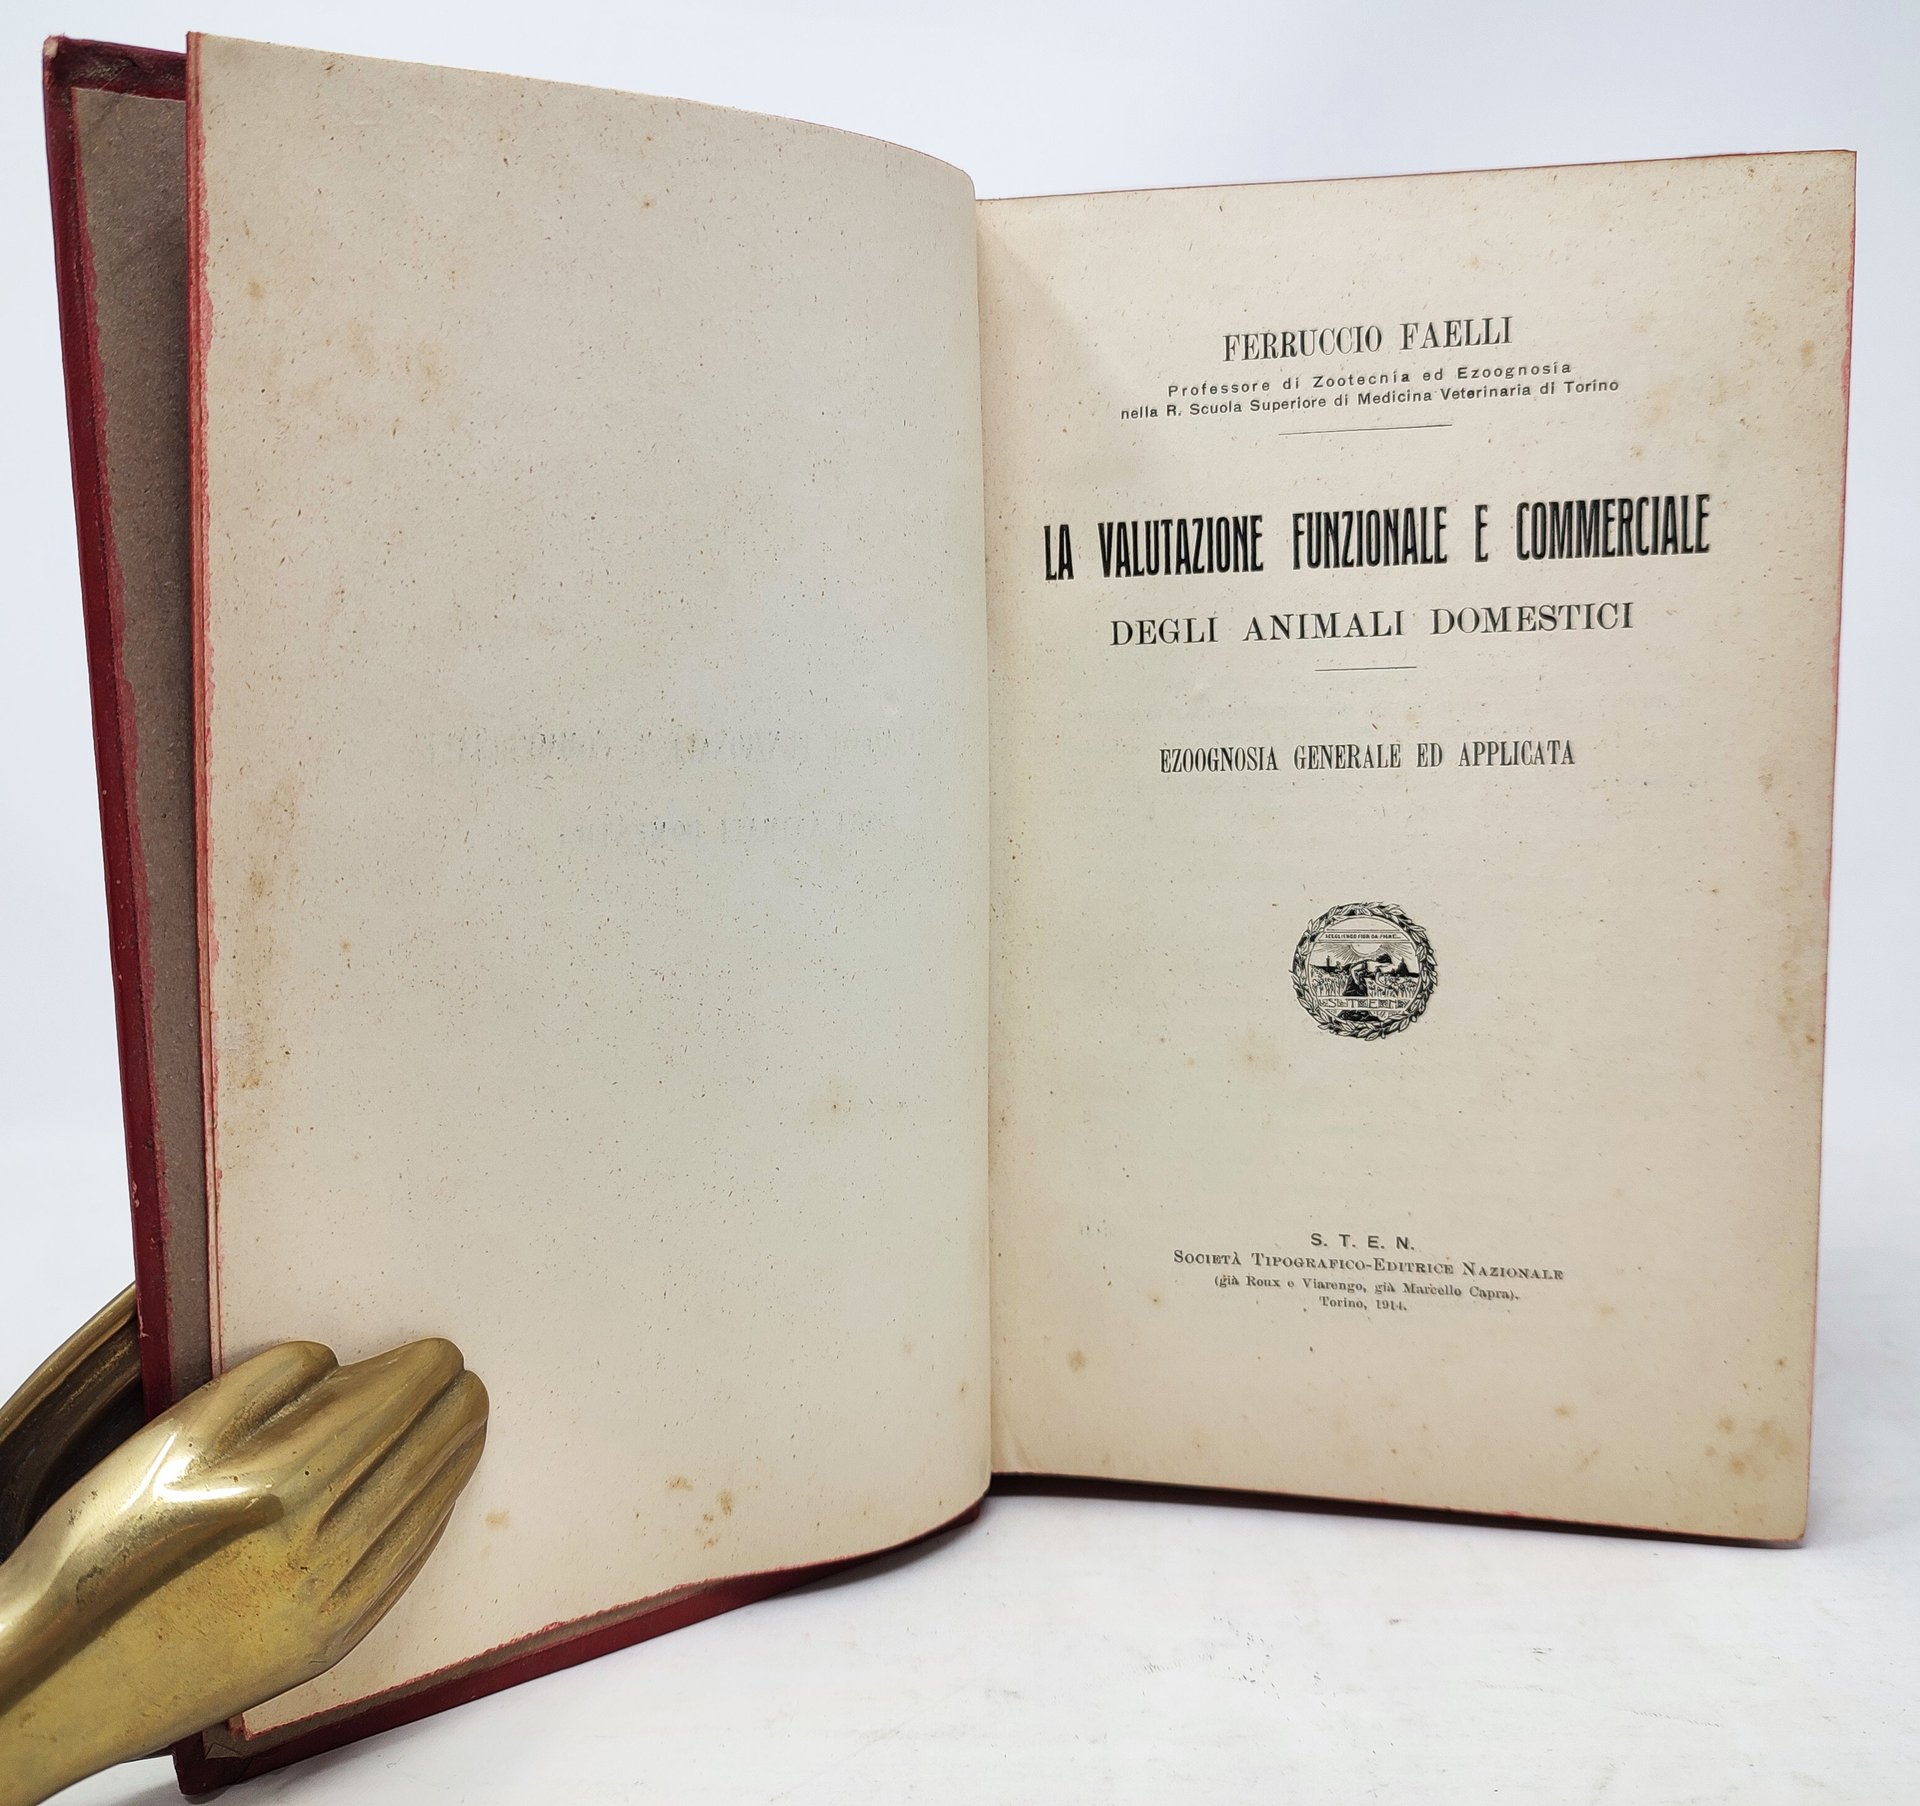 FERRUCCIO FAELLI
Professore di Zootecnia ed Ezoognosia
nella R. Scuola Superiore di Medicina Veterinaria di Torino
LA VALUTAZIONE FUNZIONALE E COMMERCIALE
DEGLI ANIMALI DOMESTICI
EZOOGNOSIA GENERALE ED APPLICATA
S.T.E.N.
S. T. E. N.
SOCIETÀ TIPOGRAFICO-EDITRICE NAZIONALE
(già Roux e Viarengo, già Marcello Capra).
Torino, 1914.